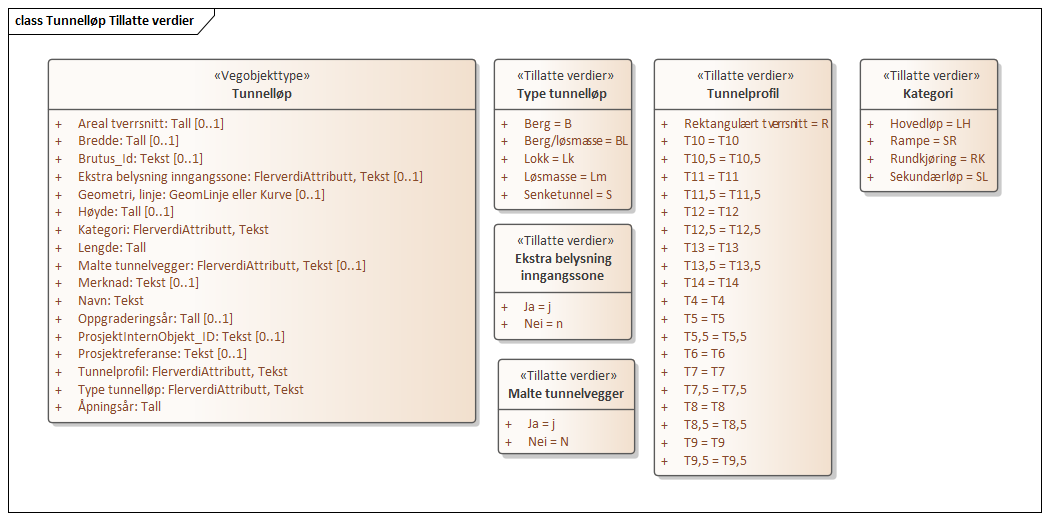 class Tunnelløp Tillatte verdier
«Vegobjekttype»
Tunnelløp
+ Areal tverrsnitt: Tall [0..1]
+ Bredde: Tall [0..1]
+ Brutus_Id: Tekst [0..1]
+ Ekstra belysning inngangssone: FlerverdiAttributt, Tekst [0..1]
+ Geometri, linje: GeomLinje eller Kurve [0..1]
+ Høyde: Tall [0..1]
+ Kategori: FlerverdiAttributt, Tekst
+ Lengde: Tall
+ Malte tunnelvegger: FlerverdiAttributt, Tekst [0..1]
+ Merknad: Tekst [0..1]
+ Navn: Tekst
+ Oppgraderingsår: Tall [0..1]
+ ProsjektInternObjekt_ID: Tekst [0..1]
+ Prosjektreferanse: Tekst [0..1]
+ Tunnelprofil: FlerverdiAttributt, Tekst
+ Type tunnelløp: FlerverdiAttributt, Tekst
+ Åpningsår: Tall
«Tillatte verdier»
Type tunnelløp
+ Berg = B
+ Berg/løsmasse = BL
+ Lokk = Lk
+ Løsmasse = Lm
+ Senketunnel = S
«Tillatte verdier»
Ekstra belysning
inngangssone
+ Ja = j
+ Nei = n
«Tillatte verdier»
Malte tunnelvegger
+ Ja = j
+ Nei = N
«Tillatte verdier»
Tunnelprofil
+ Rektangulært tverrsnitt = R
+ T10 = T10
+ T10,5 = T10,5
+ T11 = T11
+ T11,5 = T11,5
+ T12 = T12
+ T12,5 = T12,5
+ T13 = T13
+ T13,5 = T13,5
+ T14 = T14
+ T4 = T4
+ T5 = T5
+ T5,5 = T5,5
+ T6 = T6
+ T7 = T7
+ T7,5 = T7,5
+ T8 = T8
+ T8,5 = T8,5
+ T9 = T9
+ T9,5 = T9,5
«Tillatte verdier»
Kategori
+ Hovedløp = LH
+ Rampe = SR
+ Rundkjøring = RK
+ Sekundærløp = SL